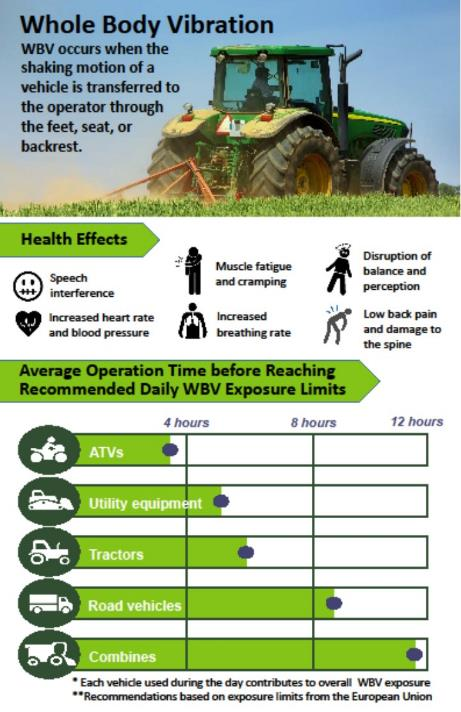 Whole Body Vibration
WBV occurs when the
shaking motion of a
vehicle is transferred to
the operator through
the feet, seat, or
backrest.
Health Effects
Speech
interference
Muscle fatigue
and cramping
Disruption of
balance and
perception
Increased heart rate
and blood pressure
Increased
breathing rate
Low back pain
and damage to
the spine
Average Operation Time before Reaching
Recommended Daily WBV Exposure Limits
4 hours
8 hours
12 hours
ATVs
Utility equipment
Tractors
Road vehicles
Combines
* Each vehicle used during the day contributes to overall WBV exposure
**Recommendations based on exposure limits from the European Union